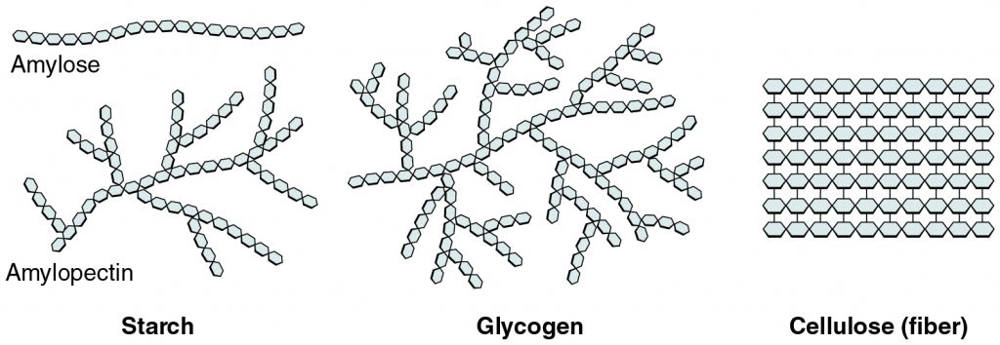 Amylose
Amylopectin
Starch
Glycogen
Cellulose (fiber)